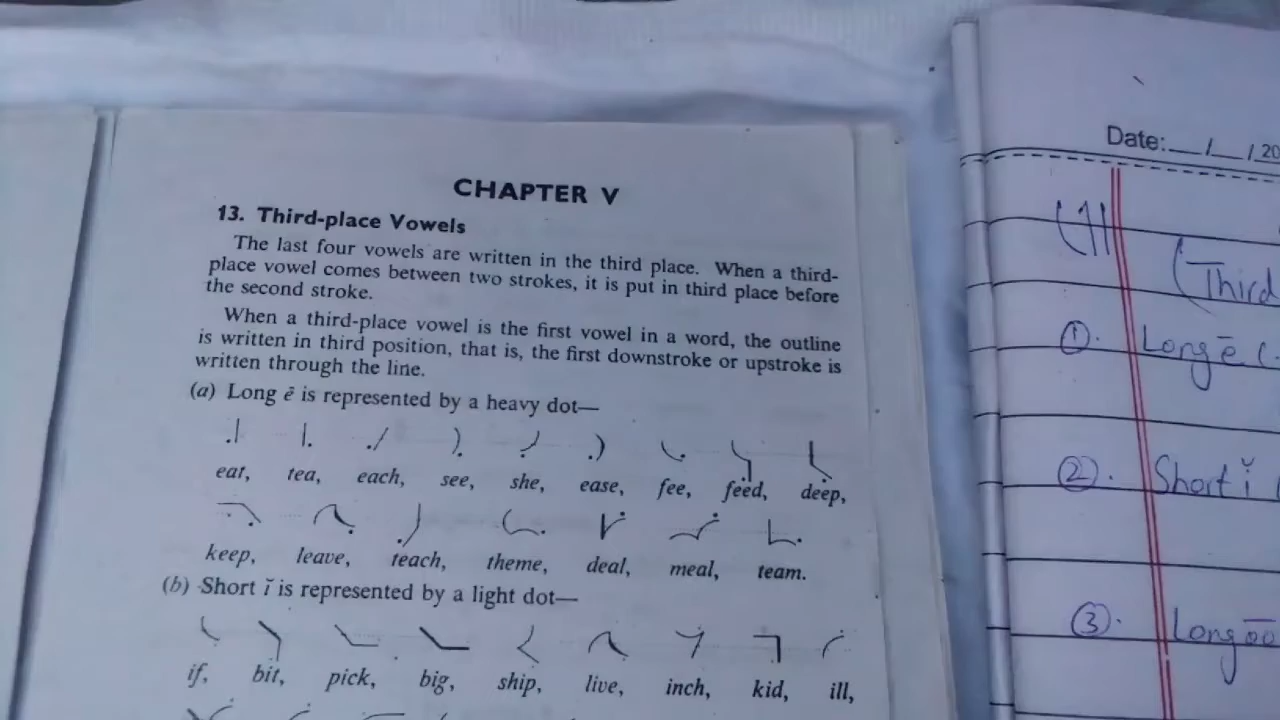 CHAPTER V
13. Third-place Vowels
The last four vowels are written in the third place. When a third-
place vowel comes between two strokes, it is put in third place before
the second stroke.
When a third-place vowel is the first vowel in a word, the outline
is written in third position, that is, the first downstroke or upstroke is
written through the line.
(a) Long ē is represented by a heavy dot—
eat, tea, each, see, she, ease, fee, feed, deep,
keep, leave, teach, theme, deal, meal, team.
(b) Short ĭ is represented by a light dot—
if, bit, pick, big, ship, live, inch, kid, ill,
Date:__/__/20
(Third
①. Long ē (
②. Short ĭ
③. Long o͞o